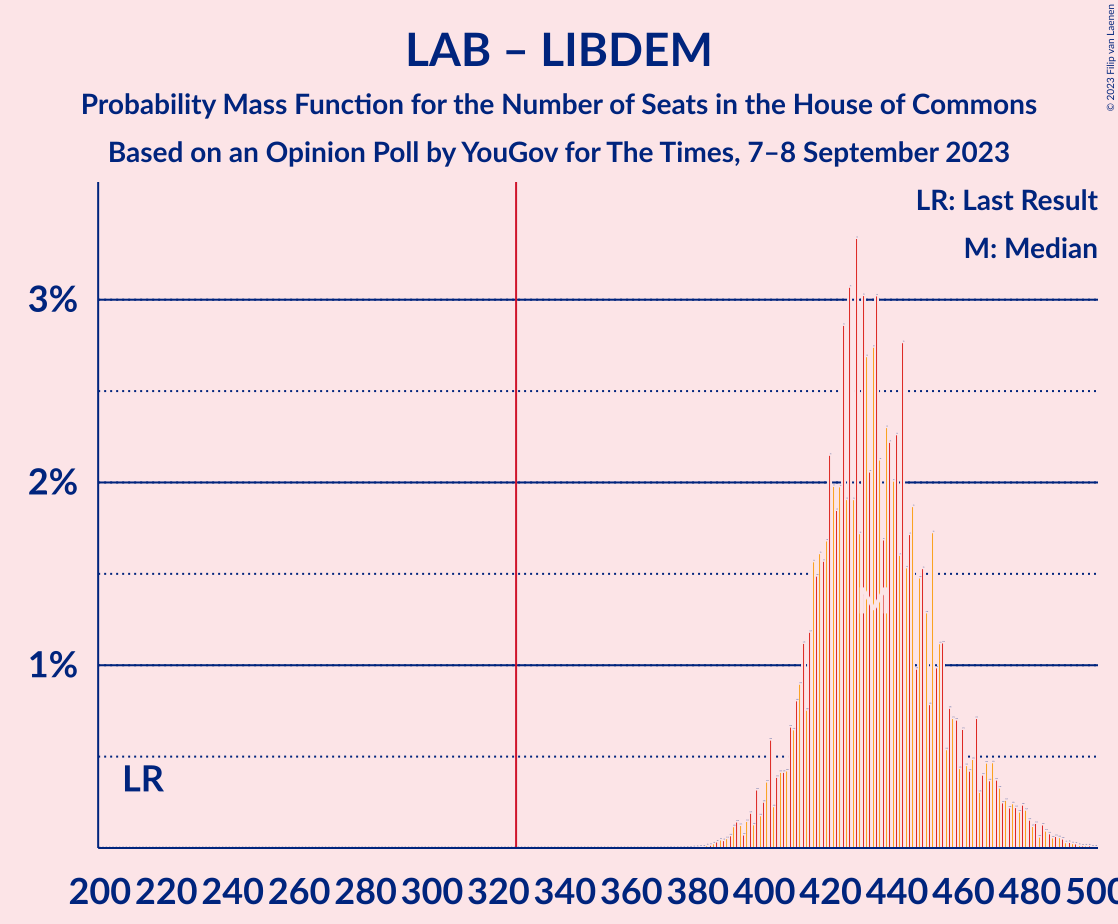 LAB – LIBDEM
Probability Mass Function for the Number of Seats in the House of Commons
Based on an Opinion Poll by YouGov for The Times, 7–8 September 2023
© 2023 Filip van Laenen
LR: Last Result
M: Median
3%
2%
1%
LR
M
200 220 240 260 280 300 320 340 360 380 400 420 440 460 480 500